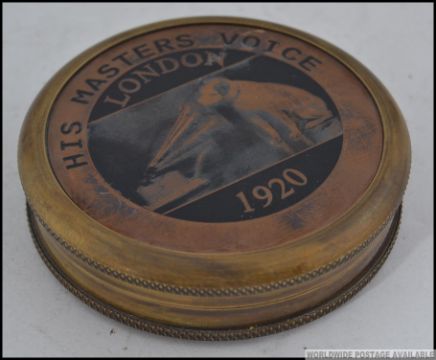 HIS MASTERS VOICE
LONDON
1920
WORLDWIDE POSTAGE AVAILABLE